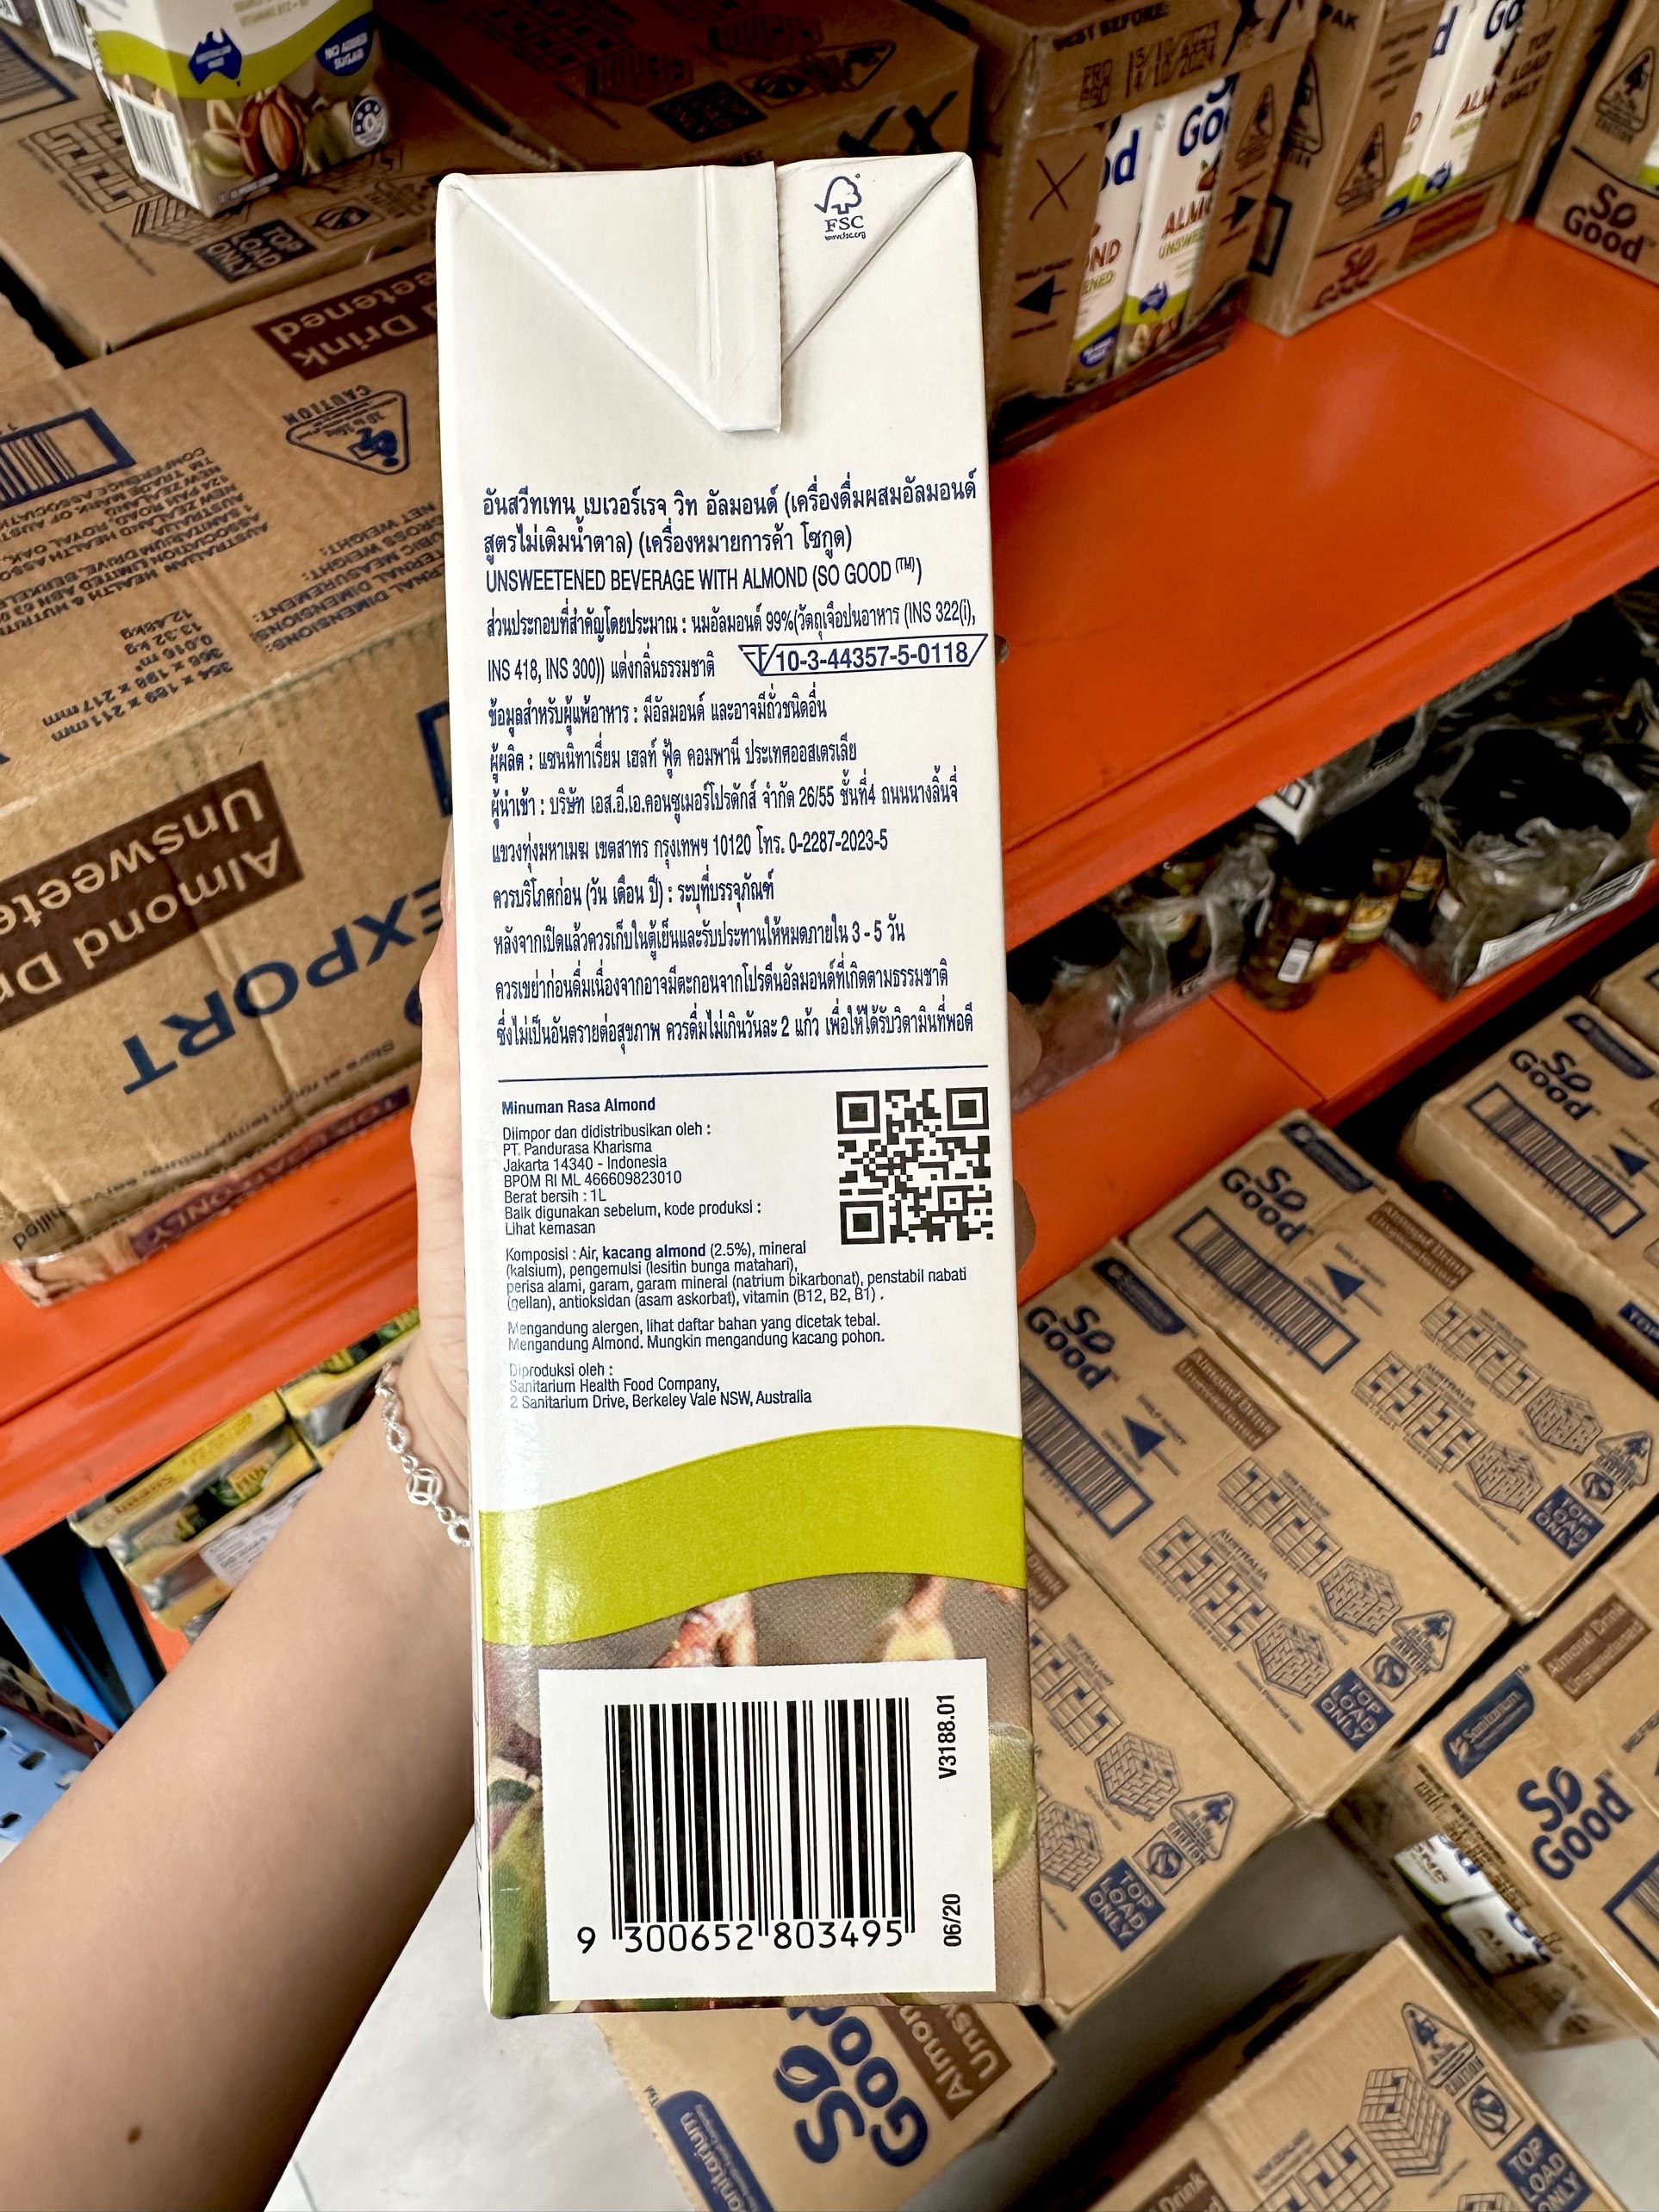 FSC
www.fsc.org
อันสวีทเทน เบเวอร์เรจ วิท อัลมอนด์ (เครื่องดื่มผสมอัลมอนด์
สูตรไม่เติมน้ำตาล) (เครื่องหมายการค้า โซกู๊ด)
UNSWEETENED BEVERAGE WITH ALMOND (SO GOOD (TM))
ส่วนประกอบที่สำคัญโดยประมาณ : นมอัลมอนด์ 99%(วัตถุเจือปนอาหาร (INS 322(i),
INS 418, INS 300)) แต่งกลิ่นธรรมชาติ 10-3-44357-5-0118
ข้อมูลสำหรับผู้แพ้อาหาร : มีอัลมอนด์ และอาจมีถั่วชนิดอื่น
ผู้ผลิต : แซนนิทาเรี่ยม เฮลท์ ฟู้ด คอมพานี ประเทศออสเตรเลีย
ผู้นำเข้า : บริษัท เอส.อี.เอ.คอนซูเมอร์โปรดักส์ จำกัด 26/55 ชั้นที่4 ถนนนางลิ้นจี่
แขวงทุ่งมหาเมฆ เขตสาทร กรุงเทพฯ 10120 โทร. 0-2287-2023-5
ควรบริโภคก่อน (วัน เดือน ปี) : ระบุที่บรรจุภัณฑ์
หลังจากเปิดแล้วควรเก็บในตู้เย็นและรับประทานให้หมดภายใน 3 - 5 วัน
ควรเขย่าก่อนดื่มเนื่องจากอาจมีตะกอนจากโปรตีนอัลมอนด์ที่เกิดตามธรรมชาติ
ซึ่งไม่เป็นอันตรายต่อสุขภาพ ควรดื่มไม่เกินวันละ 2 แก้ว เพื่อให้ได้รับวิตามินที่พอดี
Minuman Rasa Almond
Diimpor dan didistribusikan oleh :
PT. Pandurasa Kharisma
Jakarta 14340 - Indonesia
BPOM RI ML 466609823010
Berat bersih : 1L
Baik digunakan sebelum, kode produksi :
Lihat kemasan
Komposisi : Air, kacang almond (2.5%), mineral
(kalsium), pengemulsi (lesitin bunga matahari),
perisa alami, garam, garam mineral (natrium bikarbonat), penstabil nabati
(gellan), antioksidan (asam askorbat), vitamin (B12, B2, B1) .
Mengandung alergen, lihat daftar bahan yang dicetak tebal.
Mengandung Almond. Mungkin mengandung kacang pohon.
Diproduksi oleh :
Sanitarium Health Food Company,
2 Sanitarium Drive, Berkeley Vale NSW, Australia
V3188.01
06/20
9 300652 803495
BEST BEFORE:
Almond Drink
Unsweetened
EXPORT
CAUTION
So Good
TOP LOAD ONLY
So Good
Almond Drink
Unsweetened
TOP LOAD ONLY
So Good
Almond Drink
Unsweetened
AUSTRALIA
TOP LOAD ONLY
Sanitarium
So Good
Almond Drink
Unsweetened